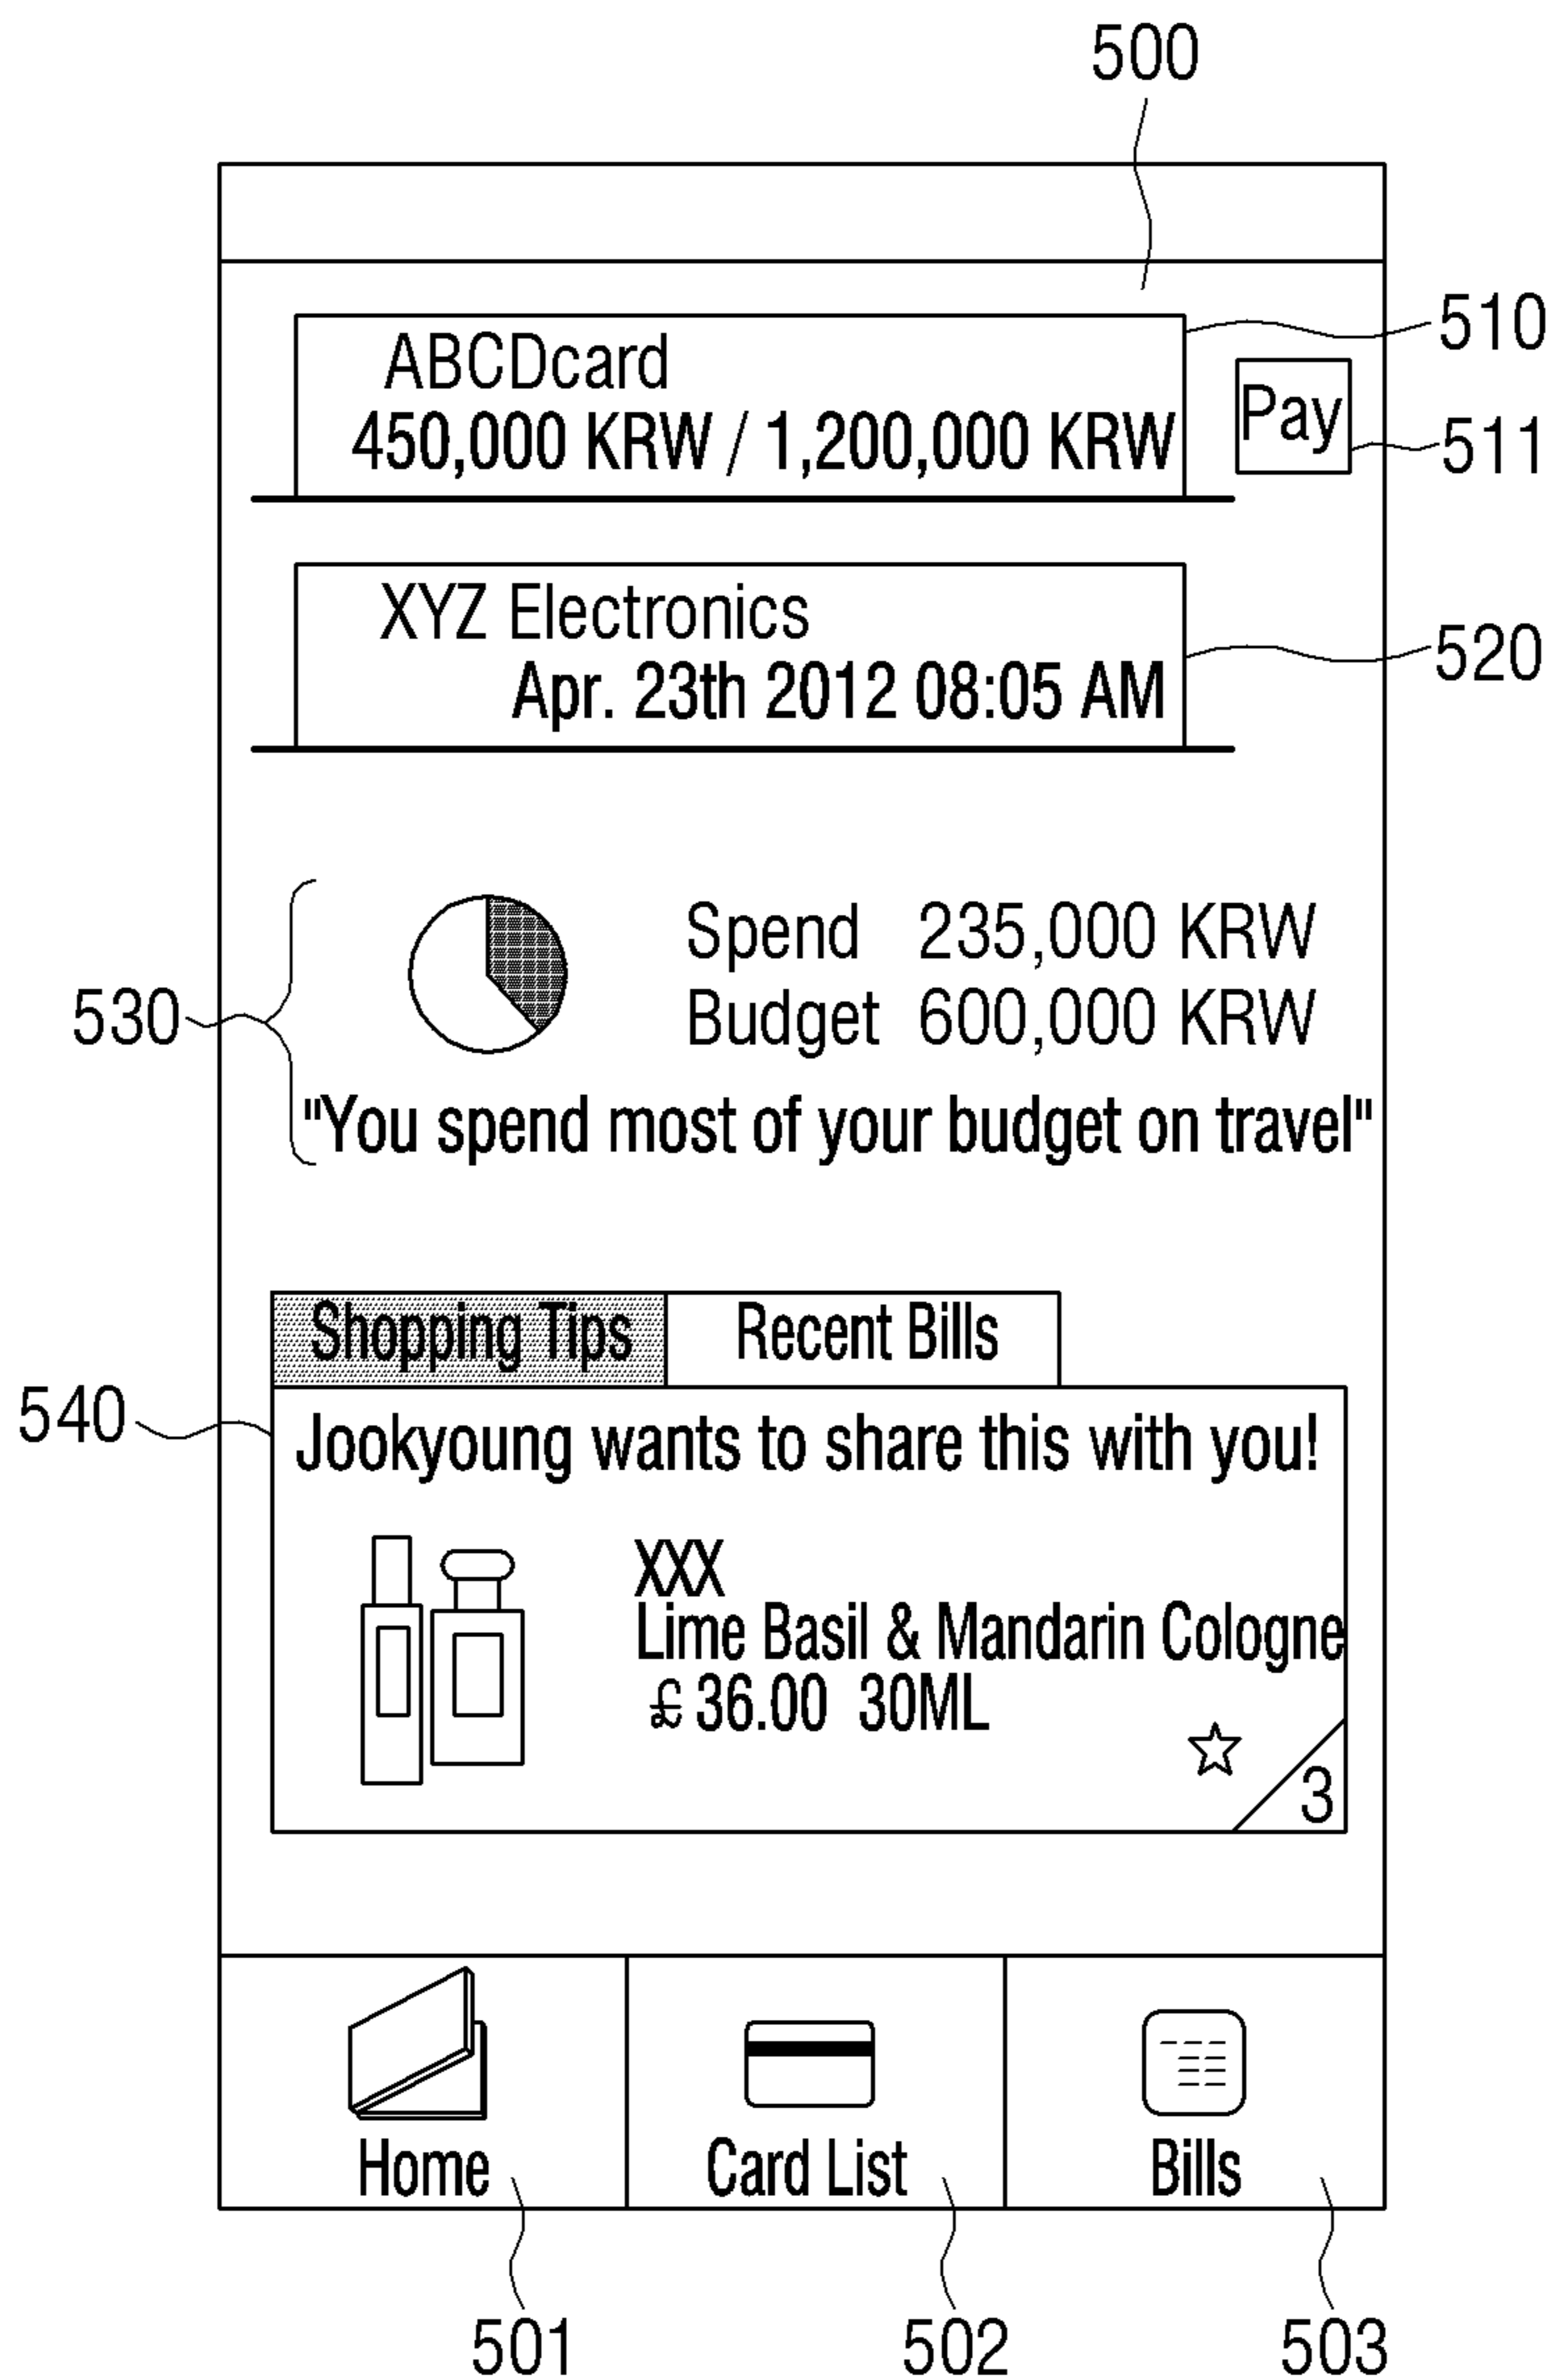 500
ABCDcard
450,000 KRW / 1,200,000 KRW
510
Pay
511
XYZ Electronics
Apr. 23th 2012 08:05 AM
520
530
Spend 235,000 KRW
Budget 600,000 KRW
"You spend most of your budget on travel"
Shopping Tips Recent Bills
540
Jookyoung wants to share this with you!
XXX
Lime Basil & Mandarin Cologne
£ 36.00 30ML
3
Home Card List Bills
501 502 503